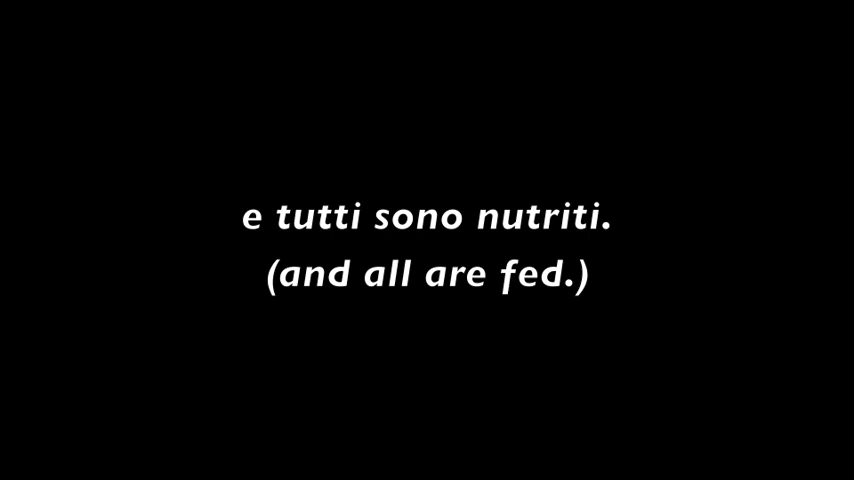 e tutti sono nutriti.
(and all are fed.)